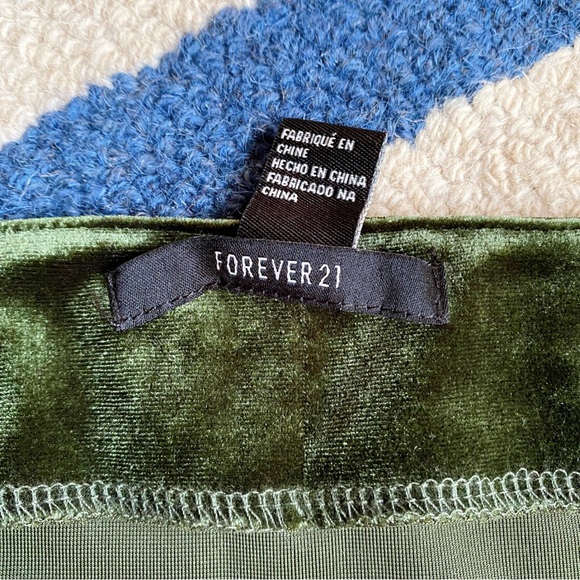 FABRIQUÉ EN
CHINE
HECHO EN CHINA
FABRICADO NA
CHINA
FOREVER 21